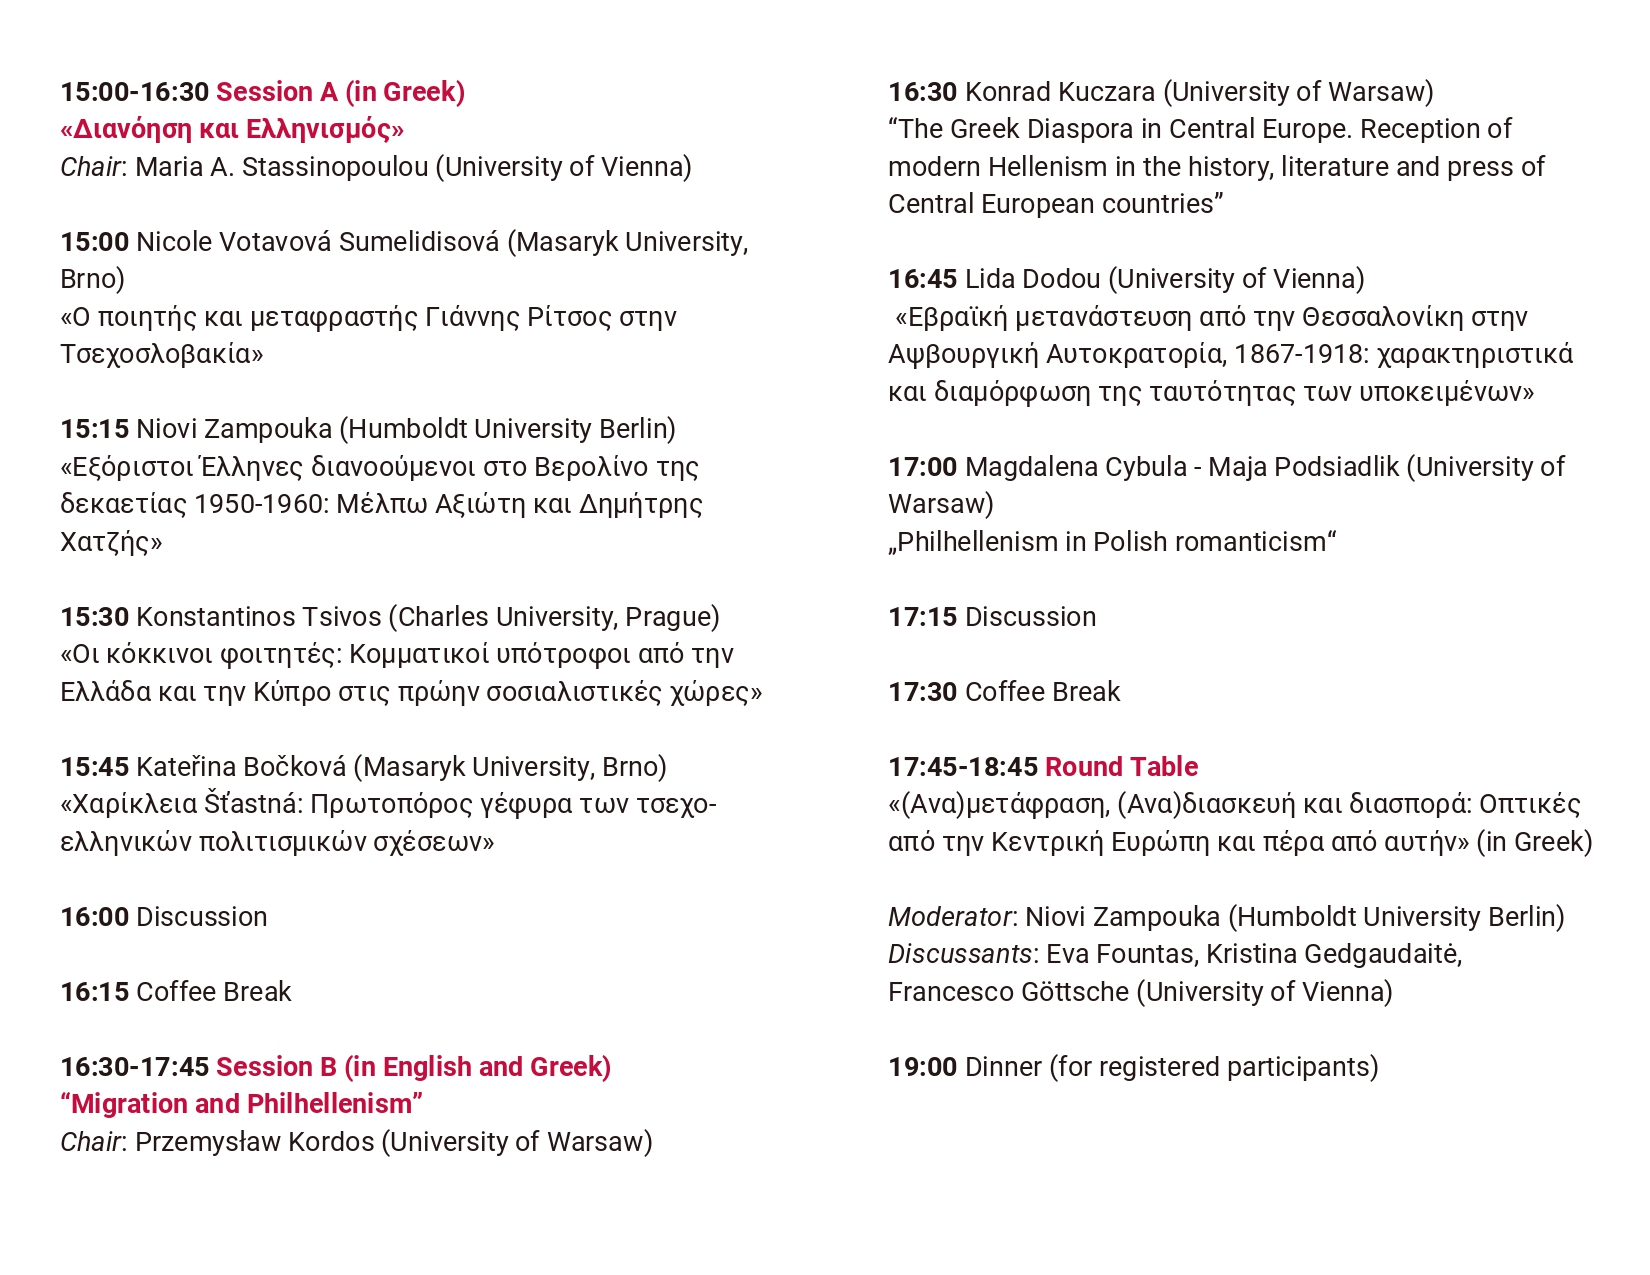 15:00-16:30 Session A (in Greek)
«Διανόηση και Ελληνισμός»
Chair: Maria A. Stassinopoulou (University of Vienna)
15:00 Nicole Votavová Sumelidisová (Masaryk University,
Brno)
«Ο ποιητής και μεταφραστής Γιάννης Ρίτσος στην
Τσεχοσλοβακία»
15:15 Niovi Zampouka (Humboldt University Berlin)
«Εξόριστοι Έλληνες διανοούμενοι στο Βερολίνο της
δεκαετίας 1950-1960: Μέλπω Αξιώτη και Δημήτρης
Χατζής»
15:30 Konstantinos Tsivos (Charles University, Prague)
«Οι κόκκινοι φοιτητές: Κομματικοί υπότροφοι από την
Ελλάδα και την Κύπρο στις πρώην σοσιαλιστικές χώρες»
15:45 Kateřina Bočková (Masaryk University, Brno)
«Χαρίκλεια Šťastná: Πρωτοπόρος γέφυρα των τσεχο-
ελληνικών πολιτισμικών σχέσεων»
16:00 Discussion
16:15 Coffee Break
16:30-17:45 Session B (in English and Greek)
“Migration and Philhellenism”
Chair: Przemysław Kordos (University of Warsaw)
16:30 Konrad Kuczara (University of Warsaw)
“The Greek Diaspora in Central Europe. Reception of
modern Hellenism in the history, literature and press of
Central European countries”
16:45 Lida Dodou (University of Vienna)
«Εβραϊκή μετανάστευση από την Θεσσαλονίκη στην
Αψβουργική Αυτοκρατορία, 1867-1918: χαρακτηριστικά
και διαμόρφωση της ταυτότητας των υποκειμένων»
17:00 Magdalena Cybula - Maja Podsiadlik (University of
Warsaw)
„Philhellenism in Polish romanticism“
17:15 Discussion
17:30 Coffee Break
17:45-18:45 Round Table
«(Ανα)μετάφραση, (Ανα)διασκευή και διασπορά: Οπτικές
από την Κεντρική Ευρώπη και πέρα από αυτήν» (in Greek)
Moderator: Niovi Zampouka (Humboldt University Berlin)
Discussants: Eva Fountas, Kristina Gedgaudaitė,
Francesco Göttsche (University of Vienna)
19:00 Dinner (for registered participants)